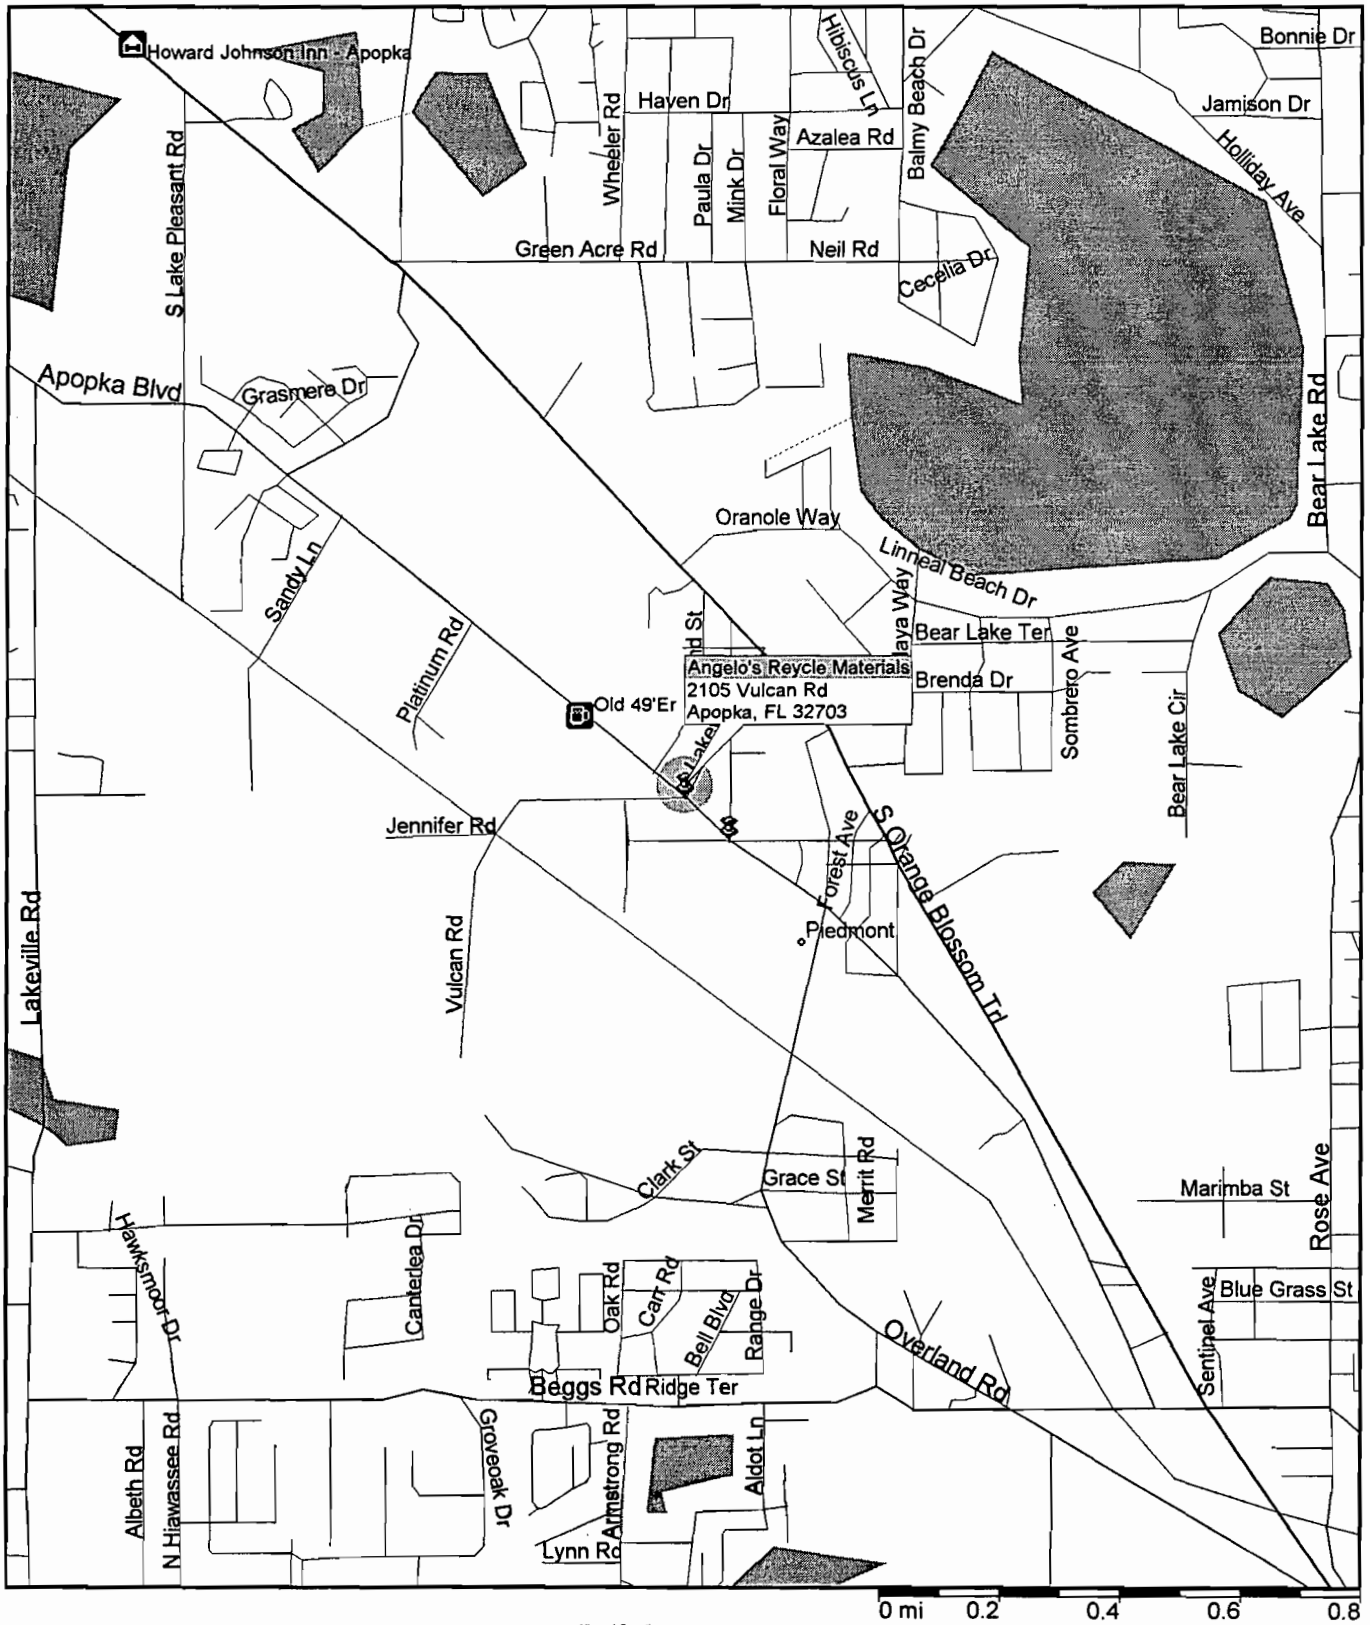 Howard Johnson Inn - Apopka
Bonnie Dr
Hibiscus Ln
Balmy Beach Dr
Haven Dr
Jamison Dr
Wheeler Rd
Azalea Rd
Holliday Ave
S Lake Pleasant Rd
Paula Dr
Mink Dr
Floral Way
Green Acre Rd
Neil Rd
Cecelia Dr
Apopka Blvd
Grasmere Dr
Bear Lake Rd
Oranole Way
Linneal Beach Dr
Sandy Ln
nd St
laya Way
Bear Lake Ter
Sombrero Ave
Platinum Rd
Angelo's Reycle Materials
2105 Vulcan Rd
Apopka, FL 32703
Brenda Dr
Old 49'Er
Bear Lake Cir
Lake
Jennifer Rd
Forest Ave
S Orange Blossom Trl
Lakeville Rd
Vulcan Rd
Piedmont
Clark St
Grace St
Merrit Rd
Marimba St
Rose Ave
Hawksmoor Dr
Canterlea Dr
Oak Rd
Carr Rd
Bell Blvd
Range Dr
Blue Grass St
Sentinel Ave
Overland Rd
Beggs Rd
Ridge Ter
Albeth Rd
N Hiawassee Rd
Groveoak Dr
Armstrong Rd
Aldot Ln
Lynn Rd
0 mi 0.2 0.4 0.6 0.8